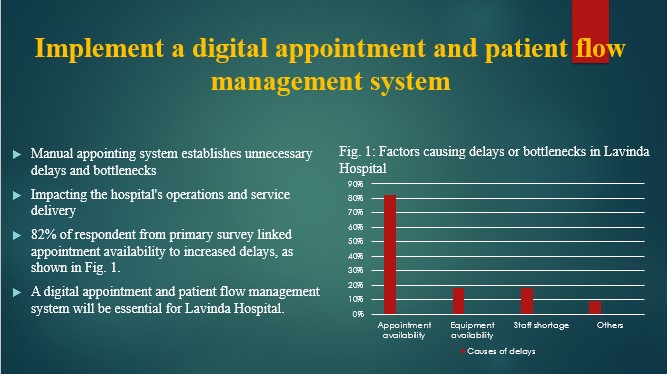 Implement a digital appointment and patient flow
management system
Manual appointing system establishes unnecessary
delays and bottlenecks
Impacting the hospital's operations and service
delivery
82% of respondent from primary survey linked
appointment availability to increased delays, as
shown in Fig. 1.
A digital appointment and patient flow management
system will be essential for Lavinda Hospital.
Fig. 1: Factors causing delays or bottlenecks in Lavinda
Hospital
90%
80%
70%
60%
50%
40%
30%
20%
10%
0%
Appointment
availability
Equipment
availability
Staff shortage
Others
Causes of delays